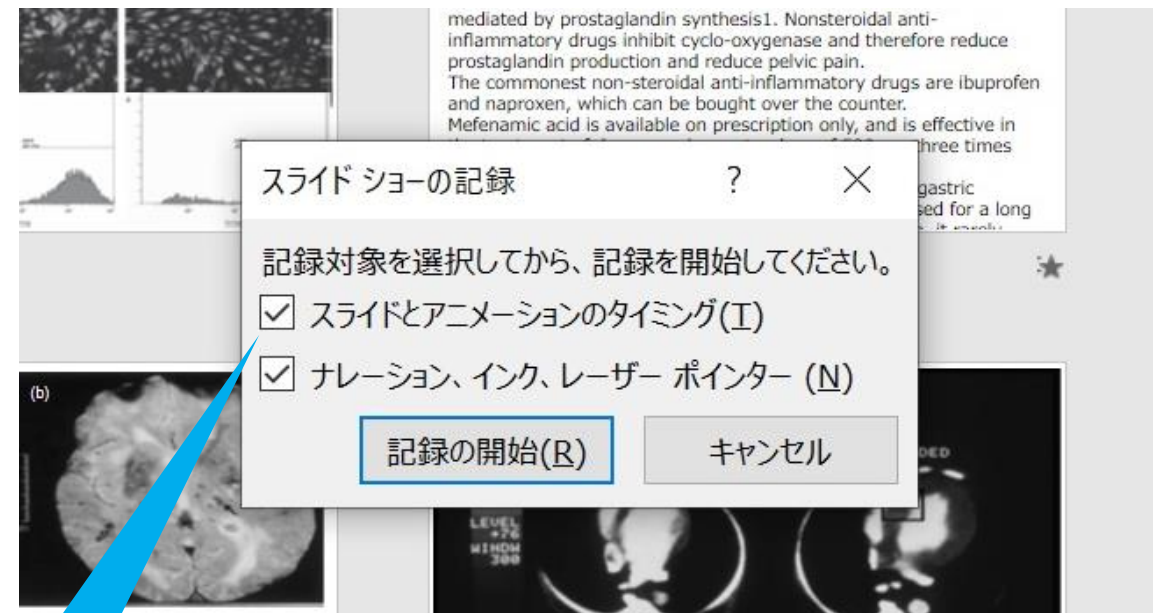 mediated by prostaglandin synthesis1. Nonsteroidal anti-
inflammatory drugs inhibit cyclo-oxygenase and therefore reduce
prostaglandin production and reduce pelvic pain.
The commonest non-steroidal anti-inflammatory drugs are ibuprofen
and naproxen, which can be bought over the counter.
Mefenamic acid is available on prescription only, and is effective in
three times
gastric
sed for a long
スライド ショーの記録 ? ×
記録対象を選択してから、記録を開始してください。
スライドとアニメーションのタイミング(T)
ナレーション、インク、レーザー ポインター (N)
記録の開始(R) キャンセル
(b)
DED
LEVEL
+76
WINDW
300